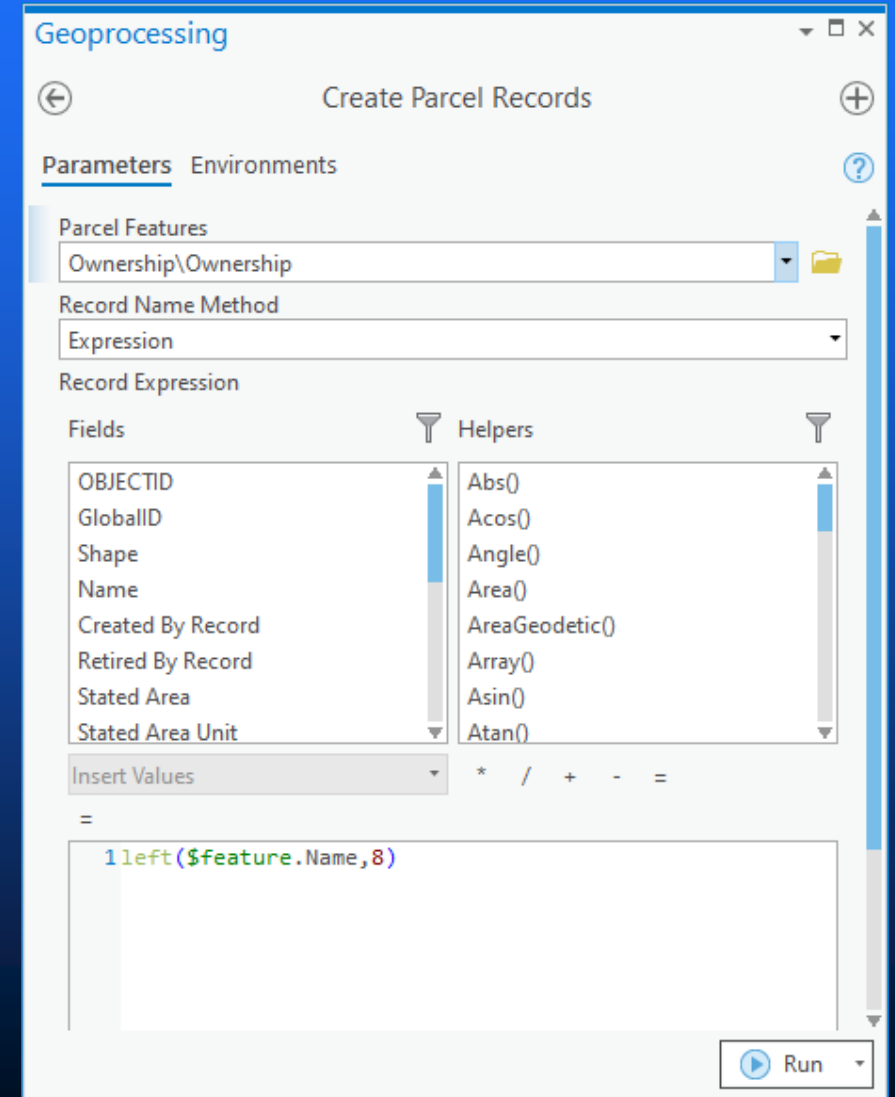 Geoprocessing
Create Parcel Records
Parameters Environments
Parcel Features
Ownership\Ownership
Record Name Method
Expression
Record Expression
Fields
Helpers
OBJECTID
GlobalID
Shape
Name
Created By Record
Retired By Record
Stated Area
Stated Area Unit
Abs()
Acos()
Angle()
Area()
AreaGeodetic()
Array()
Asin()
Atan()
Insert Values
* / + - =
=
1 left($feature.Name,8)
Run